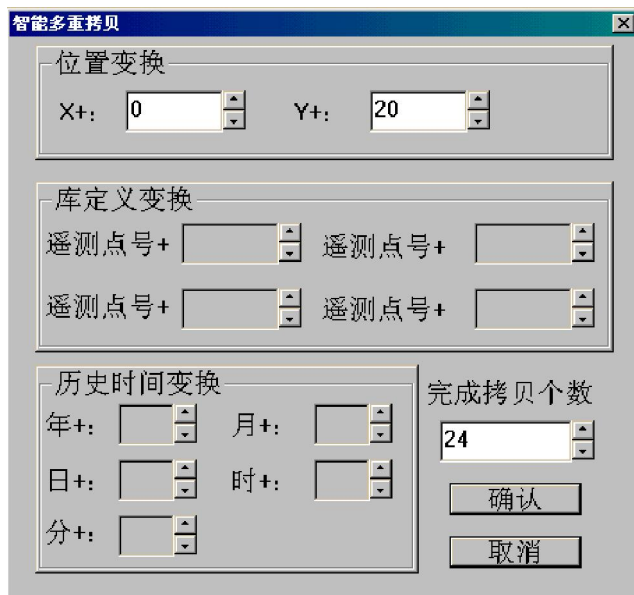 智能多重拷贝
位置变换
X+: 0 Y+: 20
库定义变换
遥测点号+ 遥测点号+
遥测点号+ 遥测点号+
历史时间变换
年+: 月+:
日+: 时+:
分+:
完成拷贝个数
24
确认
取消